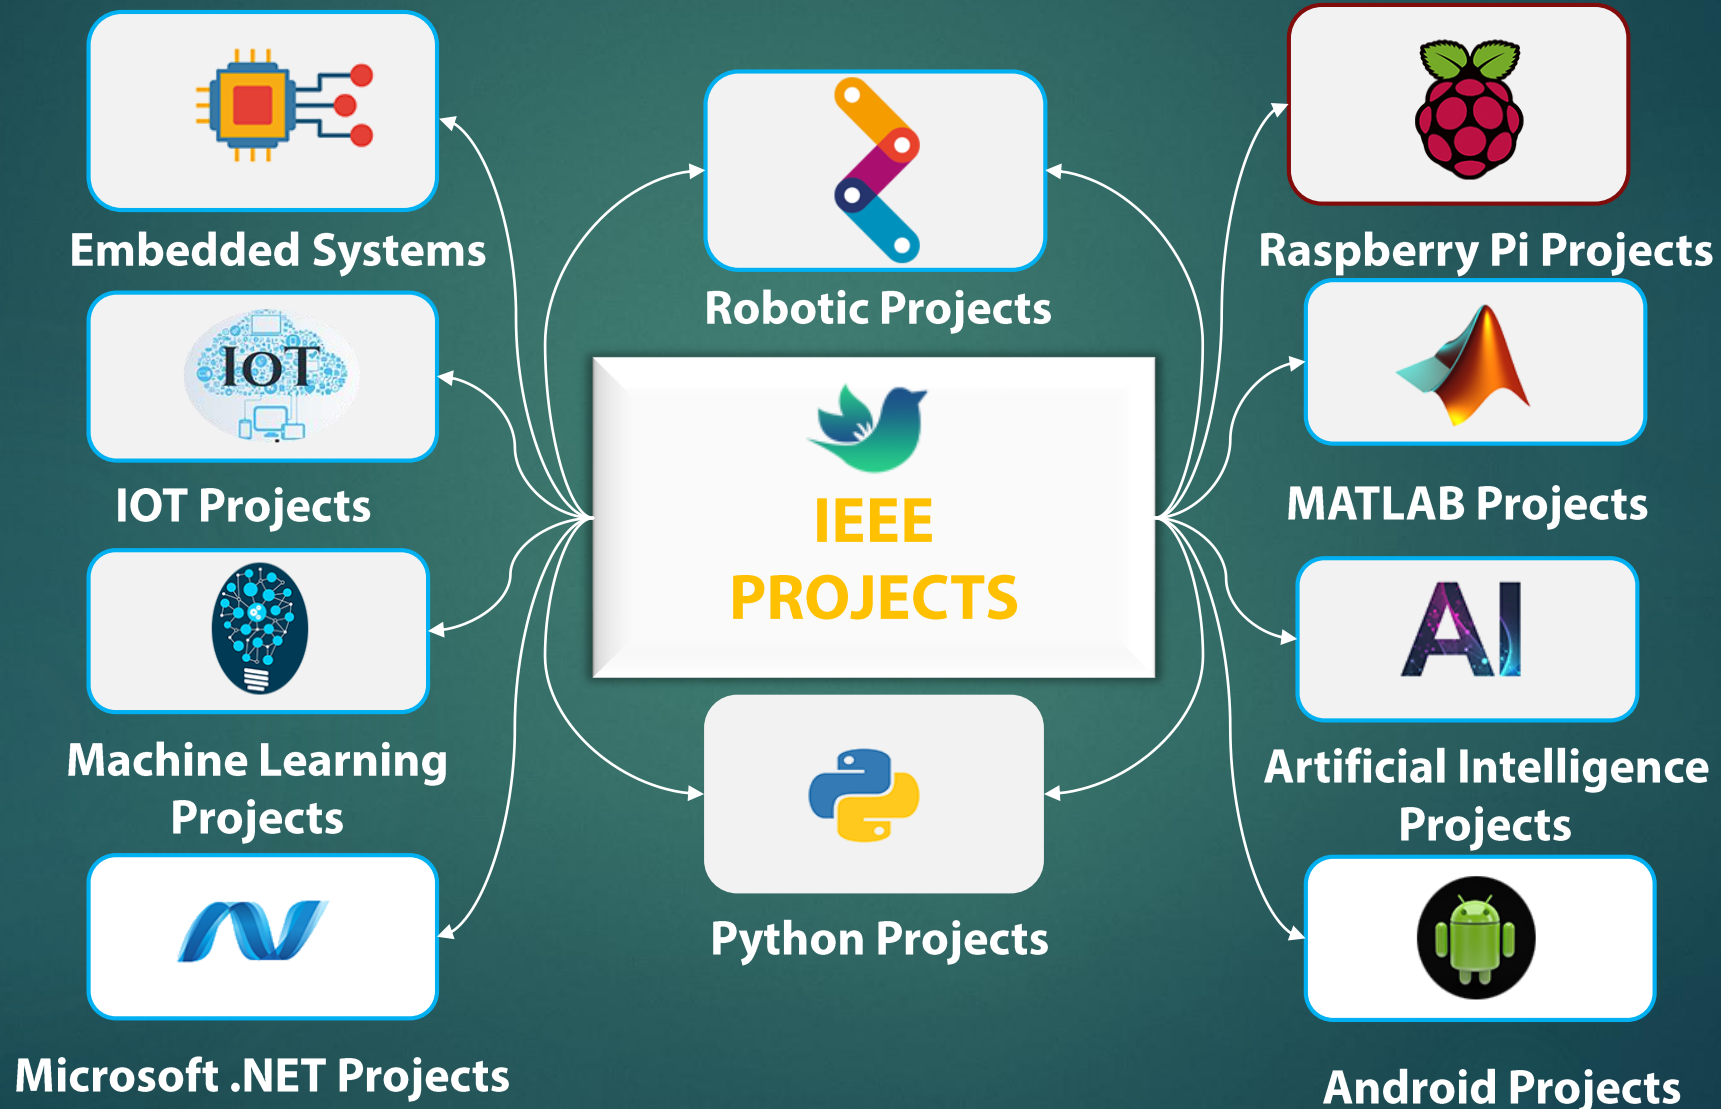 Embedded Systems
IoT
IOT Projects
Machine Learning
Projects
Microsoft .NET Projects
Robotic Projects
IEEE
PROJECTS
Python Projects
Raspberry Pi Projects
MATLAB Projects
AI
Artificial Intelligence
Projects
Android Projects